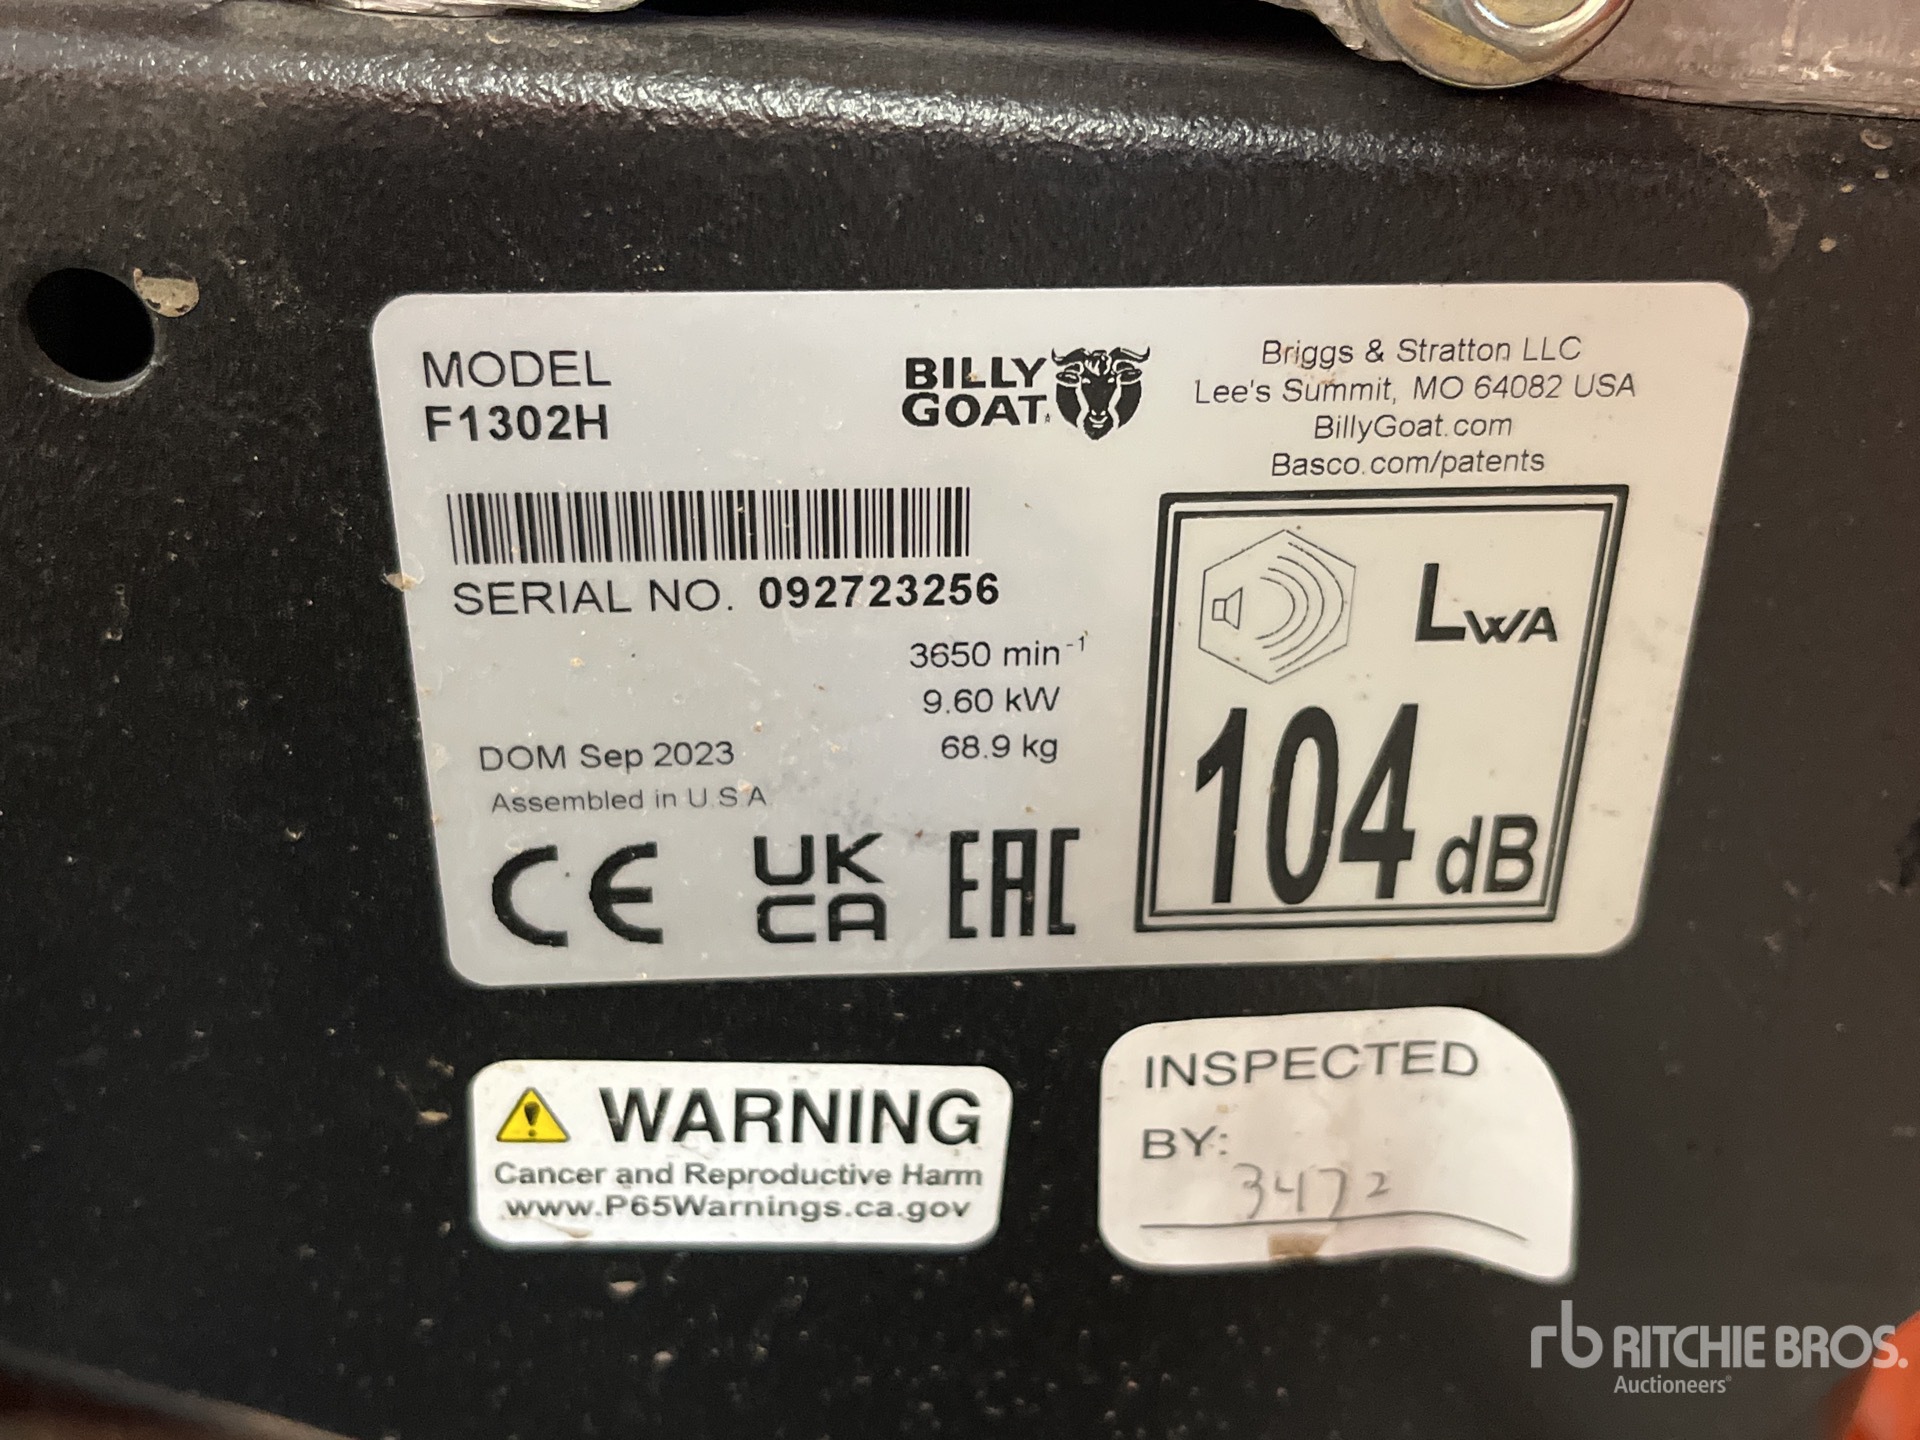 MODEL
F1302H
BILLY
GOAT
Briggs & Stratton LLC
Lee's Summit, MO 64082 USA
BillyGoat.com
Basco.com/patents
SERIAL NO. 092723256
3650 min⁻¹
9.60 kW
68.9 kg
DOM Sep 2023
Assembled in U.S.A.
CE
UK
CA
EAC
LWA
104 dB
WARNING
Cancer and Reproductive Harm
www.P65Warnings.ca.gov
INSPECTED
BY:
3472
rb RITCHIE BROS.
Auctioneers®